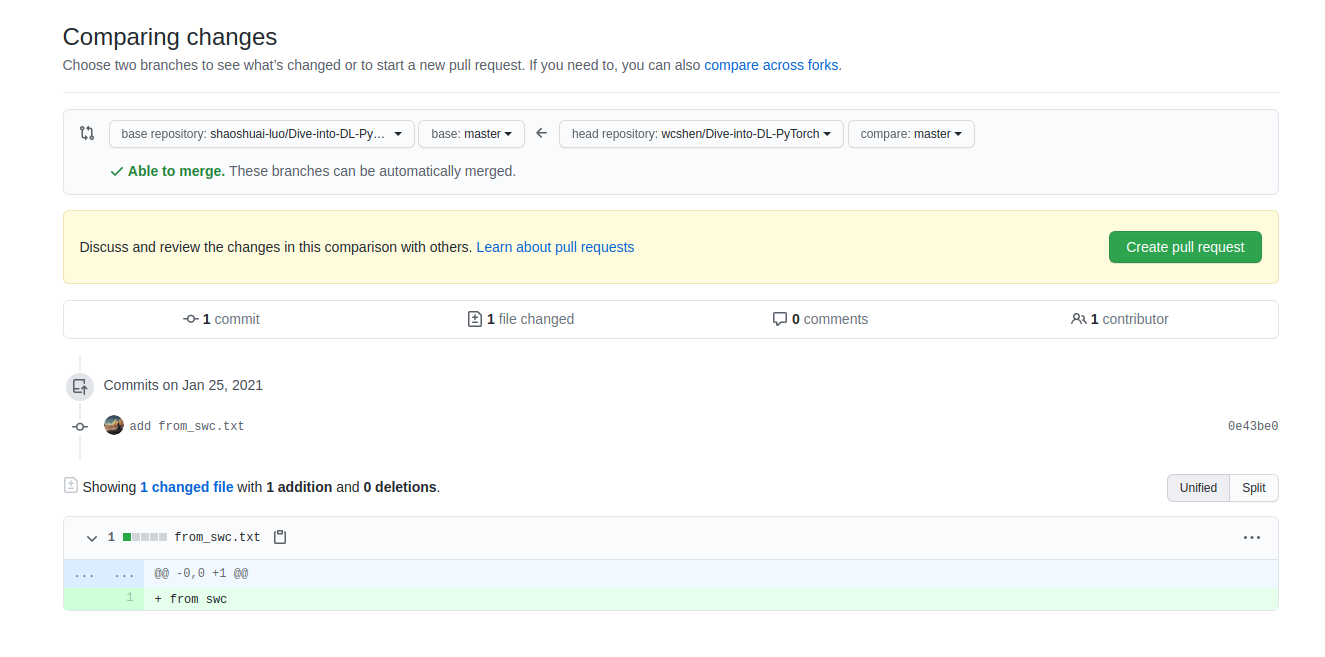 Comparing changes
Choose two branches to see what's changed or to start a new pull request. If you need to, you can also compare across forks.
base repository: shaoshuai-luo/Dive-into-DL-Py… base: master head repository: wcshen/Dive-into-DL-PyTorch compare: master
Able to merge. These branches can be automatically merged.
Discuss and review the changes in this comparison with others. Learn about pull requests Create pull request
1 commit 1 file changed 0 comments 1 contributor
Commits on Jan 25, 2021
add from_swc.txt 0e43be0
Showing 1 changed file with 1 addition and 0 deletions. Unified Split
1 from_swc.txt ...
... ... @@ -0,0 +1 @@
1 + from swc